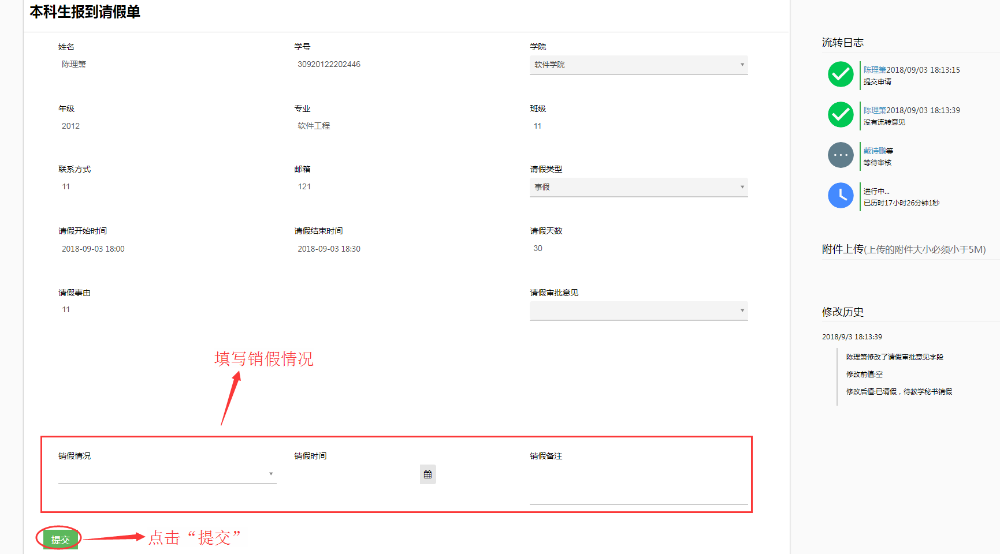 本科生报到请假单
姓名
陈理箫
学号
30920122202446
学院
软件学院
年级
2012
专业
软件工程
班级
11
联系方式
11
邮箱
121
请假类型
事假
请假开始时间
2018-09-03 18:00
请假结束时间
2018-09-03 18:30
请假天数
30
请假事由
11
请假审批意见
填写销假情况
销假情况
销假时间
销假备注
提交
点击“提交”
流转日志
陈理箫2018/09/03 18:13:15
提交申请
陈理箫2018/09/03 18:13:39
没有流转意见
戴诗鹏等
等待审核
进行中...
已历时17小时26分钟1秒
附件上传(上传的附件大小必须小于5M)
修改历史
2018/9/3 18:13:39
陈理箫修改了请假审批意见字段
修改前值:空
修改后值:已请假，待教学秘书销假